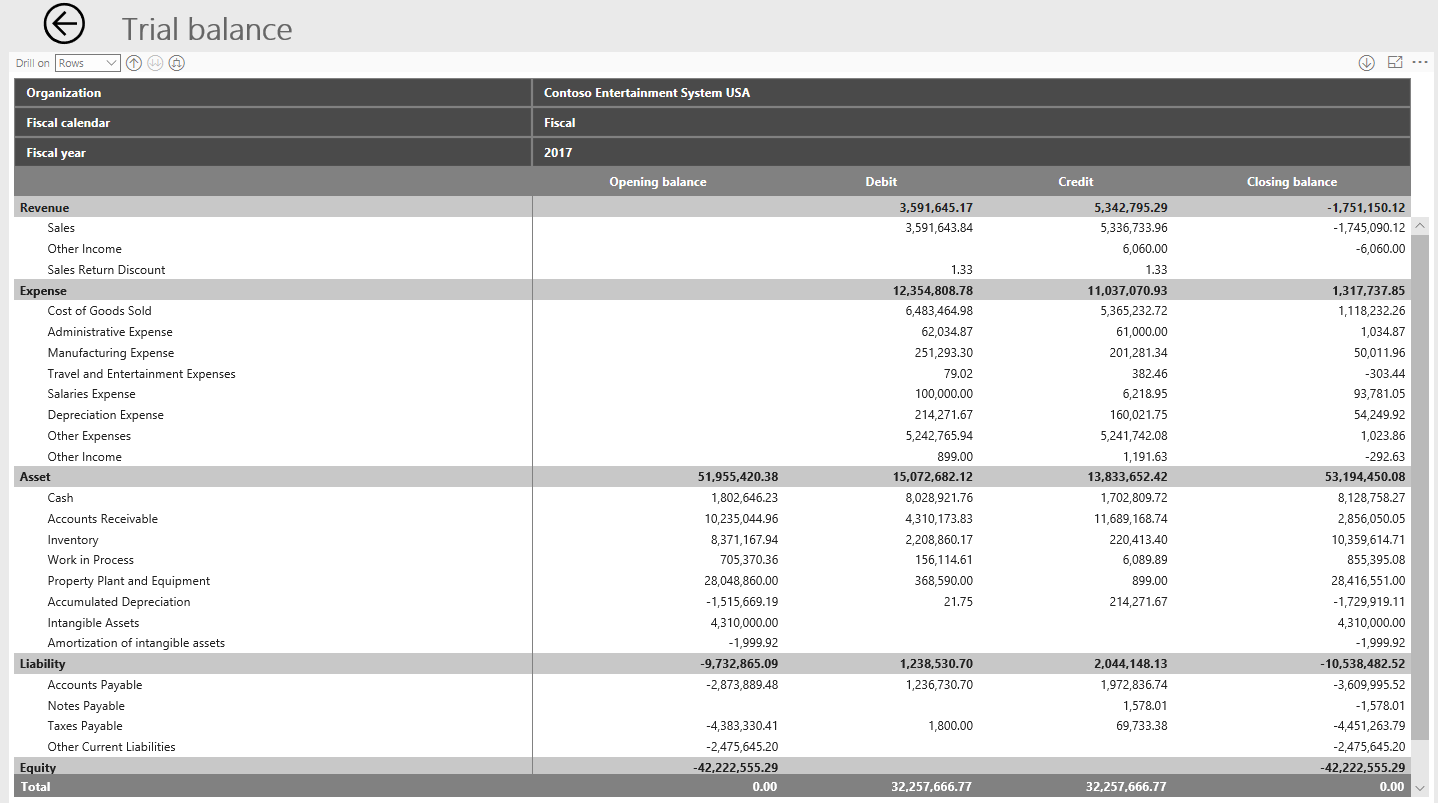 Trial balance
Drill on Rows
Organization Contoso Entertainment System USA
Fiscal calendar Fiscal
Fiscal year 2017
Opening balance Debit Credit Closing balance
Revenue 3,591,645.17 5,342,795.29 -1,751,150.12
Sales 3,591,643.84 5,336,733.96 -1,745,090.12
Other Income 6,060.00 -6,060.00
Sales Return Discount 1.33 1.33
Expense 12,354,808.78 11,037,070.93 1,317,737.85
Cost of Goods Sold 6,483,464.98 5,365,232.72 1,118,232.26
Administrative Expense 62,034.87 61,000.00 1,034.87
Manufacturing Expense 251,293.30 201,281.34 50,011.96
Travel and Entertainment Expenses 79.02 382.46 -303.44
Salaries Expense 100,000.00 6,218.95 93,781.05
Depreciation Expense 214,271.67 160,021.75 54,249.92
Other Expenses 5,242,765.94 5,241,742.08 1,023.86
Other Income 899.00 1,191.63 -292.63
Asset 51,955,420.38 15,072,682.12 13,833,652.42 53,194,450.08
Cash 1,802,646.23 8,028,921.76 1,702,809.72 8,128,758.27
Accounts Receivable 10,235,044.96 4,310,173.83 11,689,168.74 2,856,050.05
Inventory 8,371,167.94 2,208,860.17 220,413.40 10,359,614.71
Work in Process 705,370.36 156,114.61 6,089.89 855,395.08
Property Plant and Equipment 28,048,860.00 368,590.00 899.00 28,416,551.00
Accumulated Depreciation -1,515,669.19 21.75 214,271.67 -1,729,919.11
Intangible Assets 4,310,000.00 4,310,000.00
Amortization of intangible assets -1,999.92 -1,999.92
Liability -9,732,865.09 1,238,530.70 2,044,148.13 -10,538,482.52
Accounts Payable -2,873,889.48 1,236,730.70 1,972,836.74 -3,609,995.52
Notes Payable 1,578.01 -1,578.01
Taxes Payable -4,383,330.41 1,800.00 69,733.38 -4,451,263.79
Other Current Liabilities -2,475,645.20 -2,475,645.20
Equity -42,222,555.29 -42,222,555.29
Total 0.00 32,257,666.77 32,257,666.77 0.00